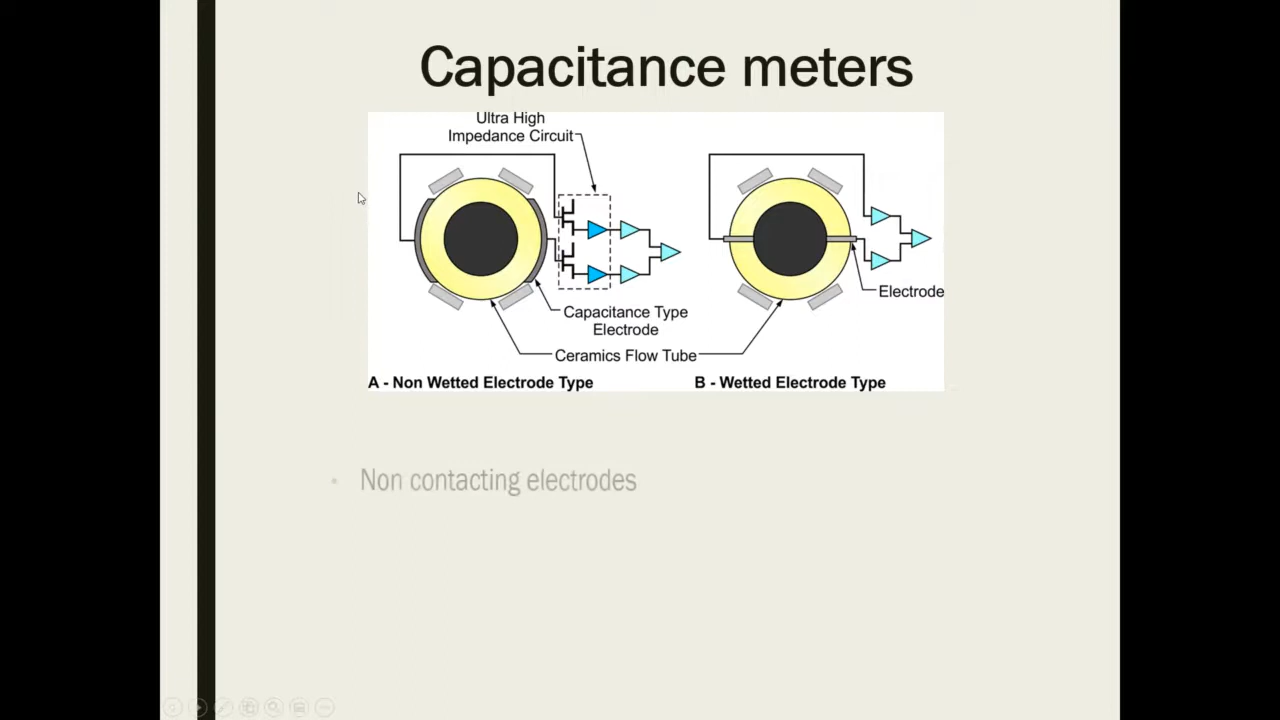 Capacitance meters
Ultra High
Impedance Circuit
Capacitance Type
Electrode
Electrode
Ceramics Flow Tube
A - Non Wetted Electrode Type
B - Wetted Electrode Type
• Non contacting electrodes